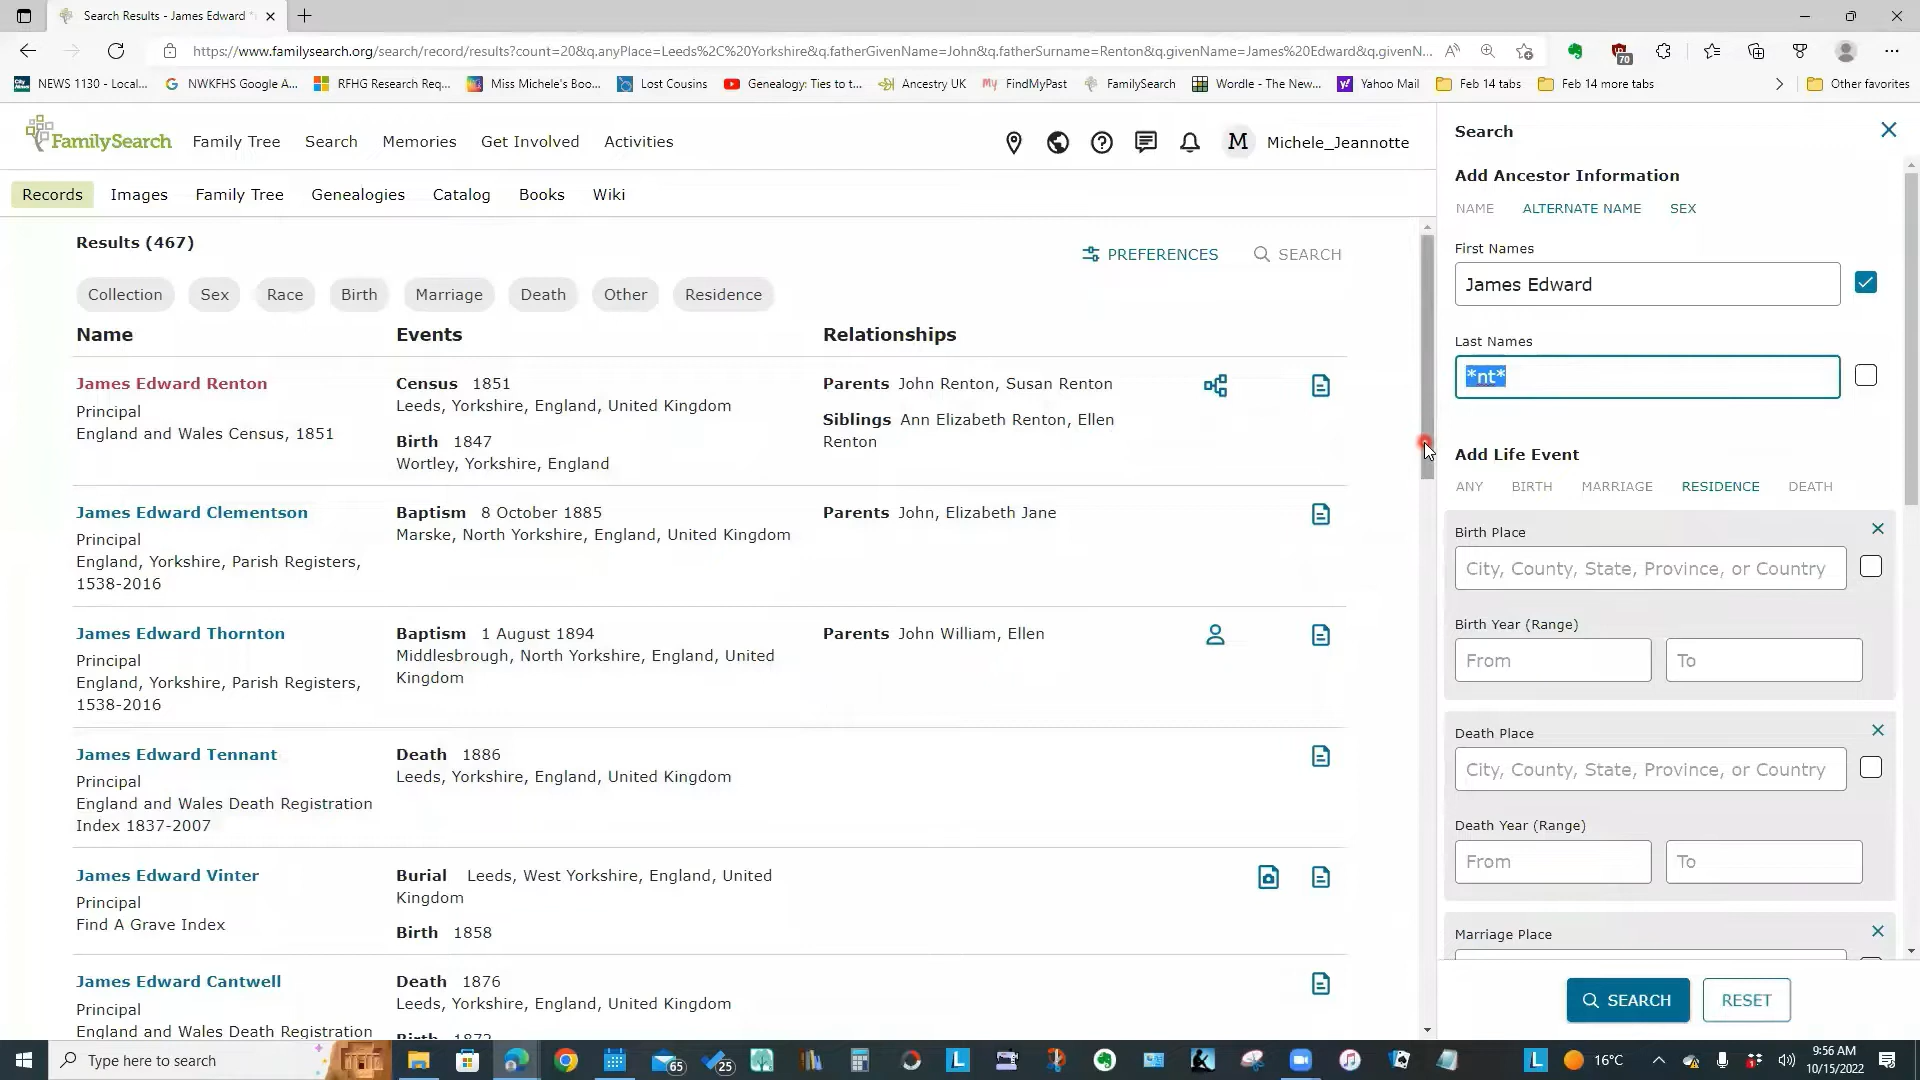 Search Results - James Edward
https://www.familysearch.org/search/record/results?count=20&q.anyPlace=Leeds%2C%20Yorkshire&q.fatherGivenName=John&q.fatherSurname=Renton&q.givenName=James%20Edward&q.givenN...
70
NEWS 1130 - Local...
NWKFHS Google A...
RFHG Research Req...
Miss Michele's Boo...
Lost Cousins
Genealogy: Ties to t...
Ancestry UK
FindMyPast
FamilySearch
Wordle - The New...
Yahoo Mail
Feb 14 tabs
Feb 14 more tabs
Other favorites
FamilySearch
Family Tree
Search
Memories
Get Involved
Activities
M
Michele_Jeannotte
Records
Images
Family Tree
Genealogies
Catalog
Books
Wiki
Results (467)
PREFERENCES
SEARCH
Collection
Sex
Race
Birth
Marriage
Death
Other
Residence
Name
Events
Relationships
James Edward Renton
Principal
England and Wales Census, 1851
Census 1851
Leeds, Yorkshire, England, United Kingdom
Birth 1847
Wortley, Yorkshire, England
Parents John Renton, Susan Renton
Siblings Ann Elizabeth Renton, Ellen
Renton
James Edward Clementson
Principal
England, Yorkshire, Parish Registers,
1538-2016
Baptism 8 October 1885
Marske, North Yorkshire, England, United Kingdom
Parents John, Elizabeth Jane
James Edward Thornton
Principal
England, Yorkshire, Parish Registers,
1538-2016
Baptism 1 August 1894
Middlesbrough, North Yorkshire, England, United
Kingdom
Parents John William, Ellen
James Edward Tennant
Principal
England and Wales Death Registration
Index 1837-2007
Death 1886
Leeds, Yorkshire, England, United Kingdom
James Edward Vinter
Principal
Find A Grave Index
Burial Leeds, West Yorkshire, England, United
Kingdom
Birth 1858
James Edward Cantwell
Principal
England and Wales Death Registration
Death 1876
Leeds, Yorkshire, England, United Kingdom
Birth 1872
Search
Add Ancestor Information
NAME
ALTERNATE NAME
SEX
First Names
James Edward
Last Names
*nt*
Add Life Event
ANY
BIRTH
MARRIAGE
RESIDENCE
DEATH
Birth Place
City, County, State, Province, or Country
Birth Year (Range)
From
To
Death Place
City, County, State, Province, or Country
Death Year (Range)
From
To
Marriage Place
SEARCH
RESET
Type here to search
65
25
L
L
16°C
9:56 AM
10/15/2022